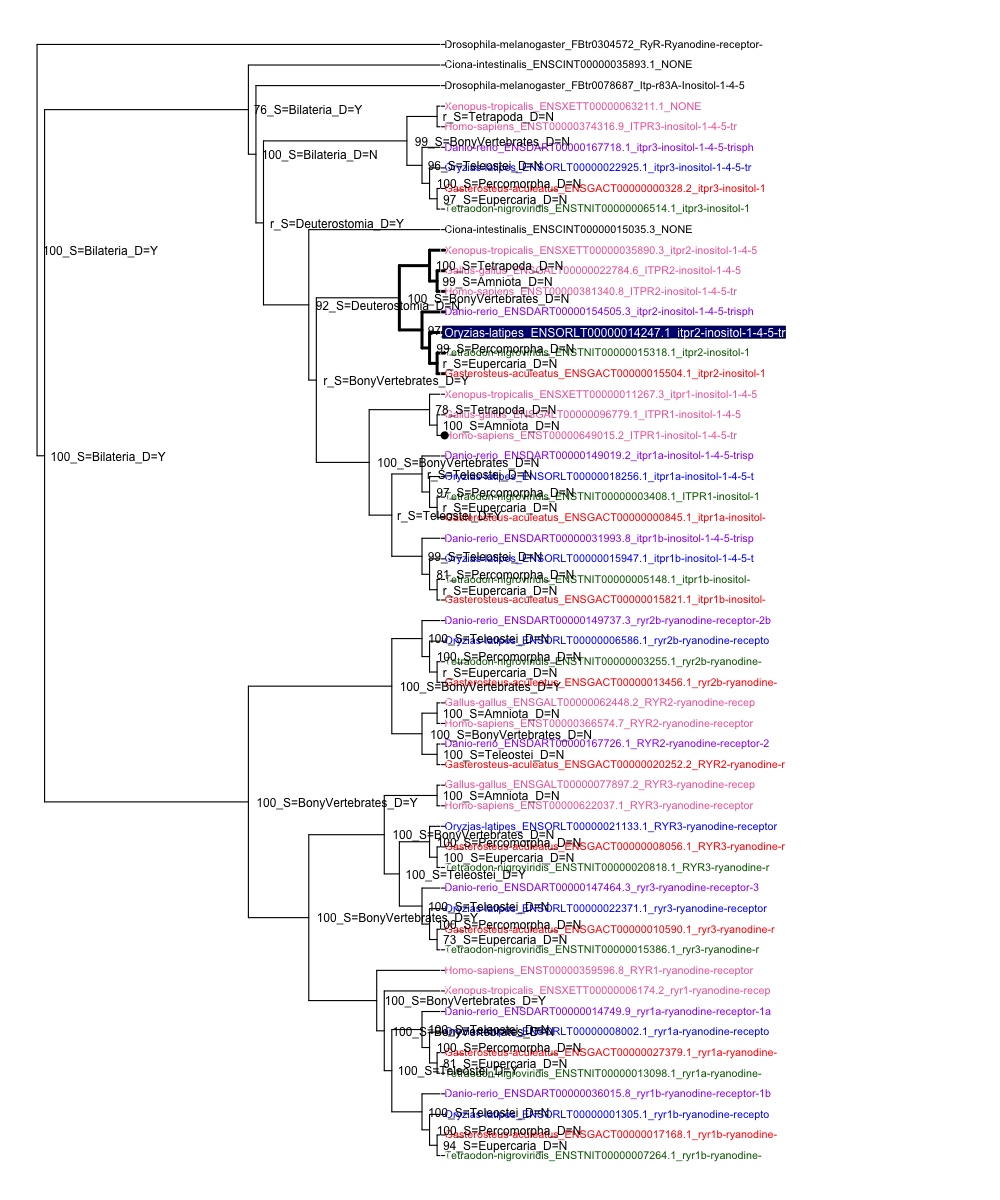 Drosophila-melanogaster_FBtr0304572_RyR-Ryanodine-receptor-
Ciona-intestinalis_ENSCINT00000035893.1_NONE
Drosophila-melanogaster_FBtr0078687_Itp-r83A-Inositol-1-4-5
Xenopus-tropicalis_ENSXETT00000063211.1_NONE
76_S=Bilateria_D=Y
r_S=Tetrapoda_D=N
Homo-sapiens_ENST00000374316.9_ITPR3-inositol-1-4-5-tr
99_S=BonyVertebrates_D=N
Danio-rerio_ENSDART00000167718.1_itpr3-inositol-1-4-5-trisph
100_S=Bilateria_D=N
96_S=Teleostei_D=N
Oryzias-latipes_ENSORLT00000022925.1_itpr3-inositol-1-4-5-tr
100_S=Percomorpha_D=N
Gasterosteus-aculeatus_ENSGACT00000000328.2_itpr3-inositol-1
97_S=Eupercaria_D=N
Tetraodon-nigroviridis_ENSTNIT00000006514.1_itpr3-inositol-1
r_S=Deuterostomia_D=Y
Ciona-intestinalis_ENSCINT00000015035.3_NONE
100_S=Bilateria_D=Y
Xenopus-tropicalis_ENSXETT00000035890.3_itpr2-inositol-1-4-5
100_S=Tetrapoda_D=N
Gallus-gallus_ENSGALT00000022784.6_ITPR2-inositol-1-4-5
99_S=Amniota_D=N
Homo-sapiens_ENST00000381340.8_ITPR2-inositol-1-4-5-tr
100_S=BonyVertebrates_D=N
92_S=Deuterostomia_D=N
Danio-rerio_ENSDART00000154505.3_itpr2-inositol-1-4-5-trisph
97
Oryzias-latipes_ENSORLT00000014247.1_itpr2-inositol-1-4-5-tr
99_S=Percomorpha_D=N
Tetraodon-nigroviridis_ENSTNIT00000015318.1_itpr2-inositol-1
r_S=Eupercaria_D=N
Gasterosteus-aculeatus_ENSGACT00000015504.1_itpr2-inositol-1
r_S=BonyVertebrates_D=Y
Xenopus-tropicalis_ENSXETT00000011267.3_itpr1-inositol-1-4-5
78_S=Tetrapoda_D=N
Gallus-gallus_ENSGALT00000096779.1_ITPR1-inositol-1-4-5
100_S=Amniota_D=N
Homo-sapiens_ENST00000649015.2_ITPR1-inositol-1-4-5-tr
Danio-rerio_ENSDART00000149019.2_itpr1a-inositol-1-4-5-trisp
100_S=Bilateria_D=Y
100_S=BonyVertebrates_D=N
r_S=Teleostei_D=N
Oryzias-latipes_ENSORLT00000018256.1_itpr1a-inositol-1-4-5-t
97_S=Percomorpha_D=N
Tetraodon-nigroviridis_ENSTNIT00000003408.1_ITPR1-inositol-1
r_S=Eupercaria_D=N
r_S=Teleostei_D=Y
Gasterosteus-aculeatus_ENSGACT00000000845.1_itpr1a-inositol-
Danio-rerio_ENSDART00000031993.8_itpr1b-inositol-1-4-5-trisp
99_S=Teleostei_D=N
Oryzias-latipes_ENSORLT00000015947.1_itpr1b-inositol-1-4-5-t
81_S=Percomorpha_D=N
Tetraodon-nigroviridis_ENSTNIT00000005148.1_itpr1b-inositol-
r_S=Eupercaria_D=N
Gasterosteus-aculeatus_ENSGACT00000015821.1_itpr1b-inositol-
Danio-rerio_ENSDART00000149737.3_ryr2b-ryanodine-receptor-2b
100_S=Teleostei_D=N
Oryzias-latipes_ENSORLT00000006586.1_ryr2b-ryanodine-recepto
100_S=Percomorpha_D=N
Tetraodon-nigroviridis_ENSTNIT00000003255.1_ryr2b-ryanodine-
r_S=Eupercaria_D=N
Gasterosteus-aculeatus_ENSGACT00000013456.1_ryr2b-ryanodine-
100_S=BonyVertebrates_D=Y
Gallus-gallus_ENSGALT00000062448.2_RYR2-ryanodine-recep
100_S=Amniota_D=N
Homo-sapiens_ENST00000366574.7_RYR2-ryanodine-receptor
100_S=BonyVertebrates_D=N
Danio-rerio_ENSDART00000167726.1_RYR2-ryanodine-receptor-2
100_S=Teleostei_D=N
Gasterosteus-aculeatus_ENSGACT00000020252.2_RYR2-ryanodine-r
Gallus-gallus_ENSGALT00000077897.2_RYR3-ryanodine-recep
100_S=Amniota_D=N
100_S=BonyVertebrates_D=Y
Homo-sapiens_ENST00000622037.1_RYR3-ryanodine-receptor
Oryzias-latipes_ENSORLT00000021133.1_RYR3-ryanodine-receptor
100_S=BonyVertebrates_D=N
100_S=Percomorpha_D=N
Gasterosteus-aculeatus_ENSGACT00000008056.1_RYR3-ryanodine-r
100_S=Eupercaria_D=N
Tetraodon-nigroviridis_ENSTNIT00000020818.1_RYR3-ryanodine-r
100_S=Teleostei_D=Y
Danio-rerio_ENSDART00000147464.3_ryr3-ryanodine-receptor-3
100_S=Teleostei_D=N
Oryzias-latipes_ENSORLT00000022371.1_ryr3-ryanodine-receptor
100_S=BonyVertebrates_D=Y
100_S=Percomorpha_D=N
Gasterosteus-aculeatus_ENSGACT00000010590.1_ryr3-ryanodine-r
73_S=Eupercaria_D=N
Tetraodon-nigroviridis_ENSTNIT00000015386.1_ryr3-ryanodine-r
Homo-sapiens_ENST00000359596.8_RYR1-ryanodine-receptor
Xenopus-tropicalis_ENSXETT00000006174.2_ryr1-ryanodine-recep
100_S=BonyVertebrates_D=Y
Danio-rerio_ENSDART00000014749.9_ryr1a-ryanodine-receptor-1a
100_S=BonyVertebrates_D=N
100_S=Teleostei_D=N
Oryzias-latipes_ENSORLT00000008002.1_ryr1a-ryanodine-recepto
100_S=Percomorpha_D=N
Gasterosteus-aculeatus_ENSGACT00000027379.1_ryr1a-ryanodine-
81_S=Eupercaria_D=N
100_S=Teleostei_D=Y
Tetraodon-nigroviridis_ENSTNIT00000013098.1_ryr1a-ryanodine-
Danio-rerio_ENSDART00000036015.8_ryr1b-ryanodine-receptor-1b
100_S=Teleostei_D=N
Oryzias-latipes_ENSORLT00000001305.1_ryr1b-ryanodine-recepto
100_S=Percomorpha_D=N
Gasterosteus-aculeatus_ENSGACT00000017168.1_ryr1b-ryanodine-
94_S=Eupercaria_D=N
Tetraodon-nigroviridis_ENSTNIT00000007264.1_ryr1b-ryanodine-